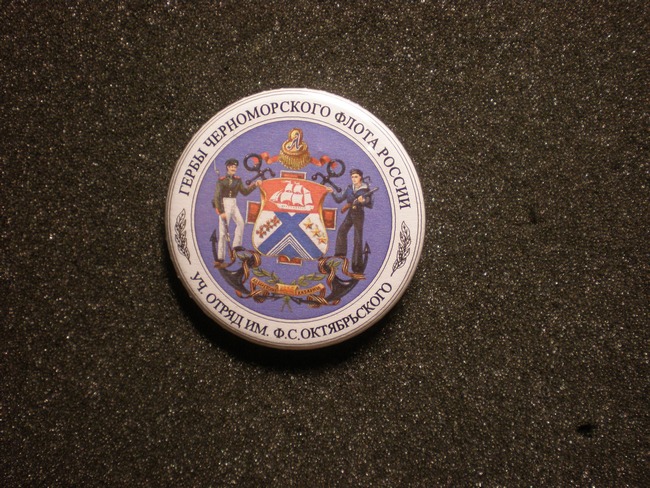 ГЕРБЫ ЧЕРНОМОРСКОГО ФЛОТА РОССИИ
УЧ. ОТРЯД ИМ. Ф.С.ОКТЯБРЬСКОГО